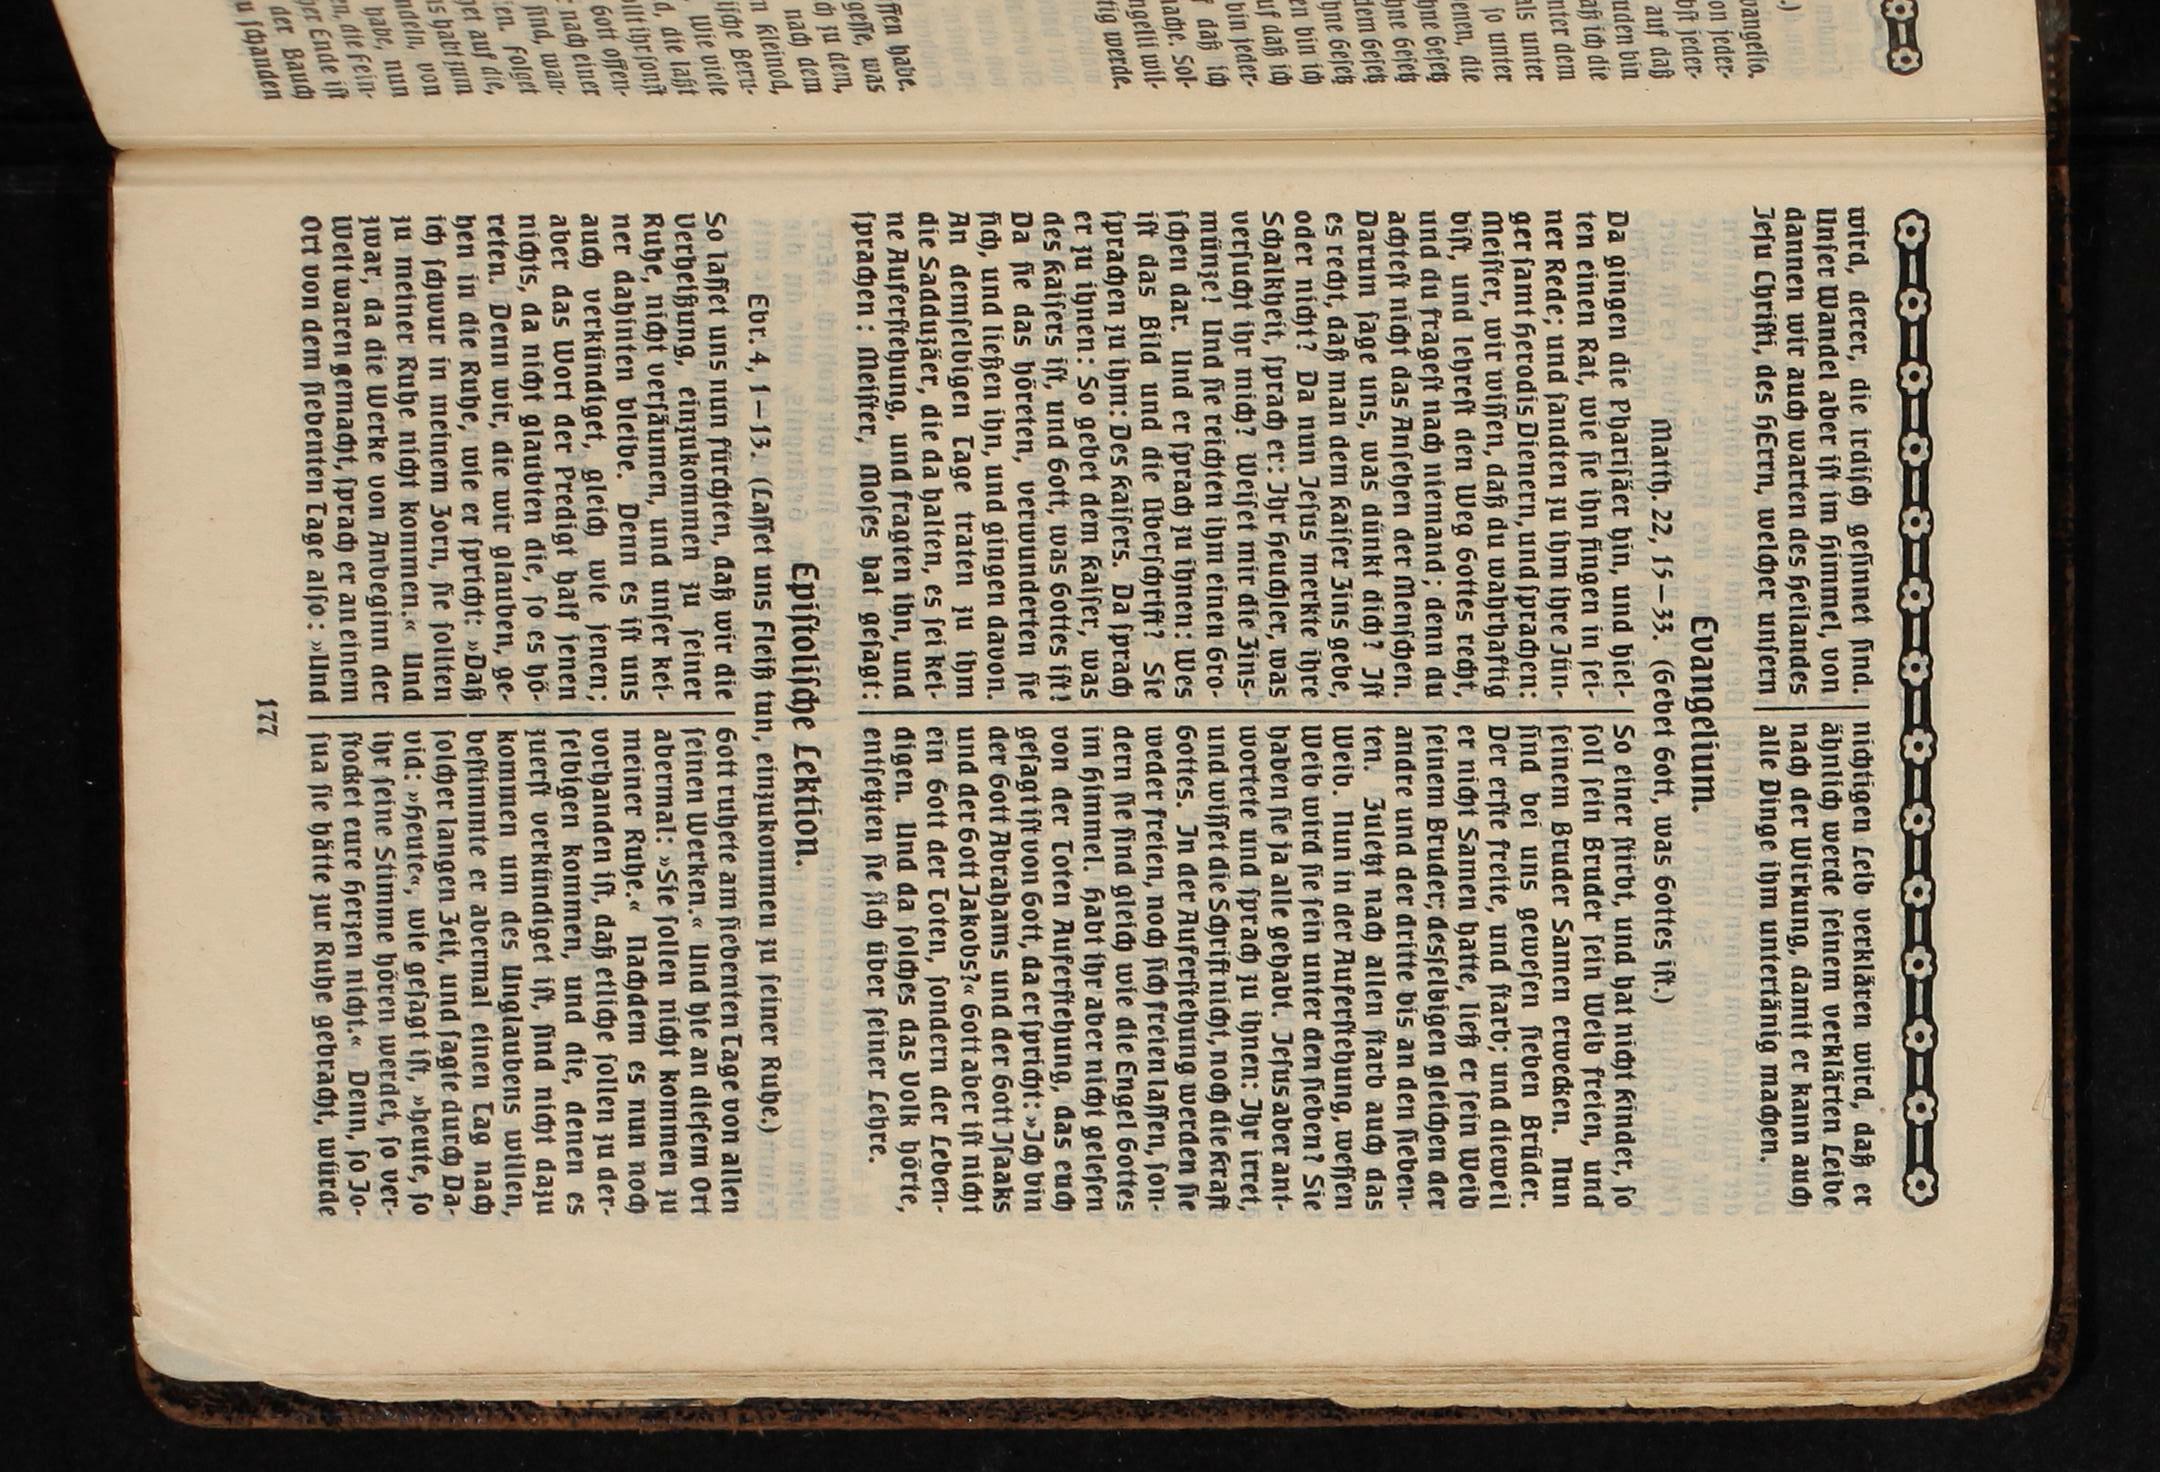 wird, derer, die irdisch gesinnet sind.
Unser Wandel aber ist im Himmel, von
dannen wir auch warten des Heilandes
Jesu Christi, des HErrn, welcher unsern
nichtigen Leib verklären wird, daß er
ähnlich werde seinem verklärten Leibe
nach der Wirkung, damit er kann auch
alle Dinge ihm untertänig machen.
Evangelium.
Matth. 22, 15–33. (Gebet Gott, was Gottes ist.)
Da gingen die Pharisäer hin, und hiel-
ten einen Rat, wie sie ihn fingen in sei-
ner Rede; und sandten zu ihm ihre Jün-
ger samt Herodis Dienern, und sprachen:
Meister, wir wissen, daß du wahrhaftig
bist, und lehrest den Weg Gottes recht,
und du fragest nach niemand; denn du
achtest nicht das Ansehen der Menschen.
Darum sage uns, was dünkt dich? Ist
es recht, daß man dem Kaiser Zins gebe,
oder nicht? Da nun Jesus merkte ihre
Schalkheit, sprach er: Ihr Heuchler, was
versucht ihr mich? Weiset mir die Zins-
münze! Und sie reichten ihm einen Gro-
schen dar. Und er sprach zu ihnen: Wes
ist das Bild und die Überschrift? Sie
sprachen zu ihm: Des Kaisers. Da sprach
er zu ihnen: So gebet dem Kaiser, was
des Kaisers ist, und Gott, was Gottes ist!
Da sie das höreten, verwunderten sie
sich, und ließen ihn, und gingen davon.
An demselbigen Tage traten zu ihm
die Sadduzäer, die da halten, es sei kei-
ne Auferstehung, und fragten ihn, und
sprachen: Meister, Moses hat gesagt:
So einer stirbt, und hat nicht Kinder, so
soll sein Bruder sein Weib freien, und
seinem Bruder Samen erwecken. Nun
sind bei uns gewesen sieben Brüder.
Der erste freite, und starb; und dieweil
er nicht Samen hatte, ließ er sein Weib
seinem Bruder; desselbigen gleichen der
andre und der dritte bis an den sieben-
ten. Zuletzt nach allen starb auch das
Weib. Nun in der Auferstehung, wessen
Weib wird sie sein unter den sieben? Sie
haben sie ja alle gehabt. Jesus aber ant-
wortete und sprach zu ihnen: Ihr irret,
und wisset die Schrift nicht, noch die Kraft
Gottes. In der Auferstehung werden sie
weder freien, noch sich freien lassen, son-
dern sie sind gleich wie die Engel Gottes
im Himmel. Habt ihr aber nicht gelesen
von der Toten Auferstehung, das euch
gesagt ist von Gott, da er spricht: »Ich bin
der Gott Abrahams und der Gott Isaaks
und der Gott Jakobs?« Gott aber ist nicht
ein Gott der Toten, sondern der Leben-
digen. Und da solches das Volk hörte,
entsetzten sie sich über seiner Lehre.
Epistolische Lektion.
Ebr. 4, 1–13. (Lasset uns Fleiß tun, einzukommen zu seiner Ruhe.)
So lasset uns nun fürchten, daß wir die
Verheißung, einzukommen zu seiner
Ruhe, nicht versäumen, und unser kei-
ner dahinten bleibe. Denn es ist uns
auch verkündiget, gleich wie jenen;
aber das Wort der Predigt half jenen
nichts, da nicht glaubten die, so es hö-
reten. Denn wir, die wir glauben, ge-
hen in die Ruhe, wie er spricht: »Daß
ich schwur in meinem Zorn, sie sollten
zu meiner Ruhe nicht kommen.« Und
zwar, da die Werke von Anbeginn der
Welt waren gemacht, sprach er an einem
Ort von dem siebenten Tage also: »Und
Gott ruhete am siebenten Tage von allen
seinen Werken.« Und hie an diesem Ort
abermal: »Sie sollen nicht kommen zu
meiner Ruhe.« Nachdem es nun noch
vorhanden ist, daß etliche sollen zu der-
selbigen kommen, und die, denen es
zuerst verkündiget ist, sind nicht dazu
kommen um des Unglaubens willen,
bestimmte er abermal einen Tag nach
solcher langen Zeit, und sagte durch Da-
vid: »Heute«, wie gesagt ist, »heute, so
ihr seine Stimme hören werdet, so ver-
stocket eure Herzen nicht.« Denn, so Jo-
sua sie hätte zur Ruhe gebracht, würde
177